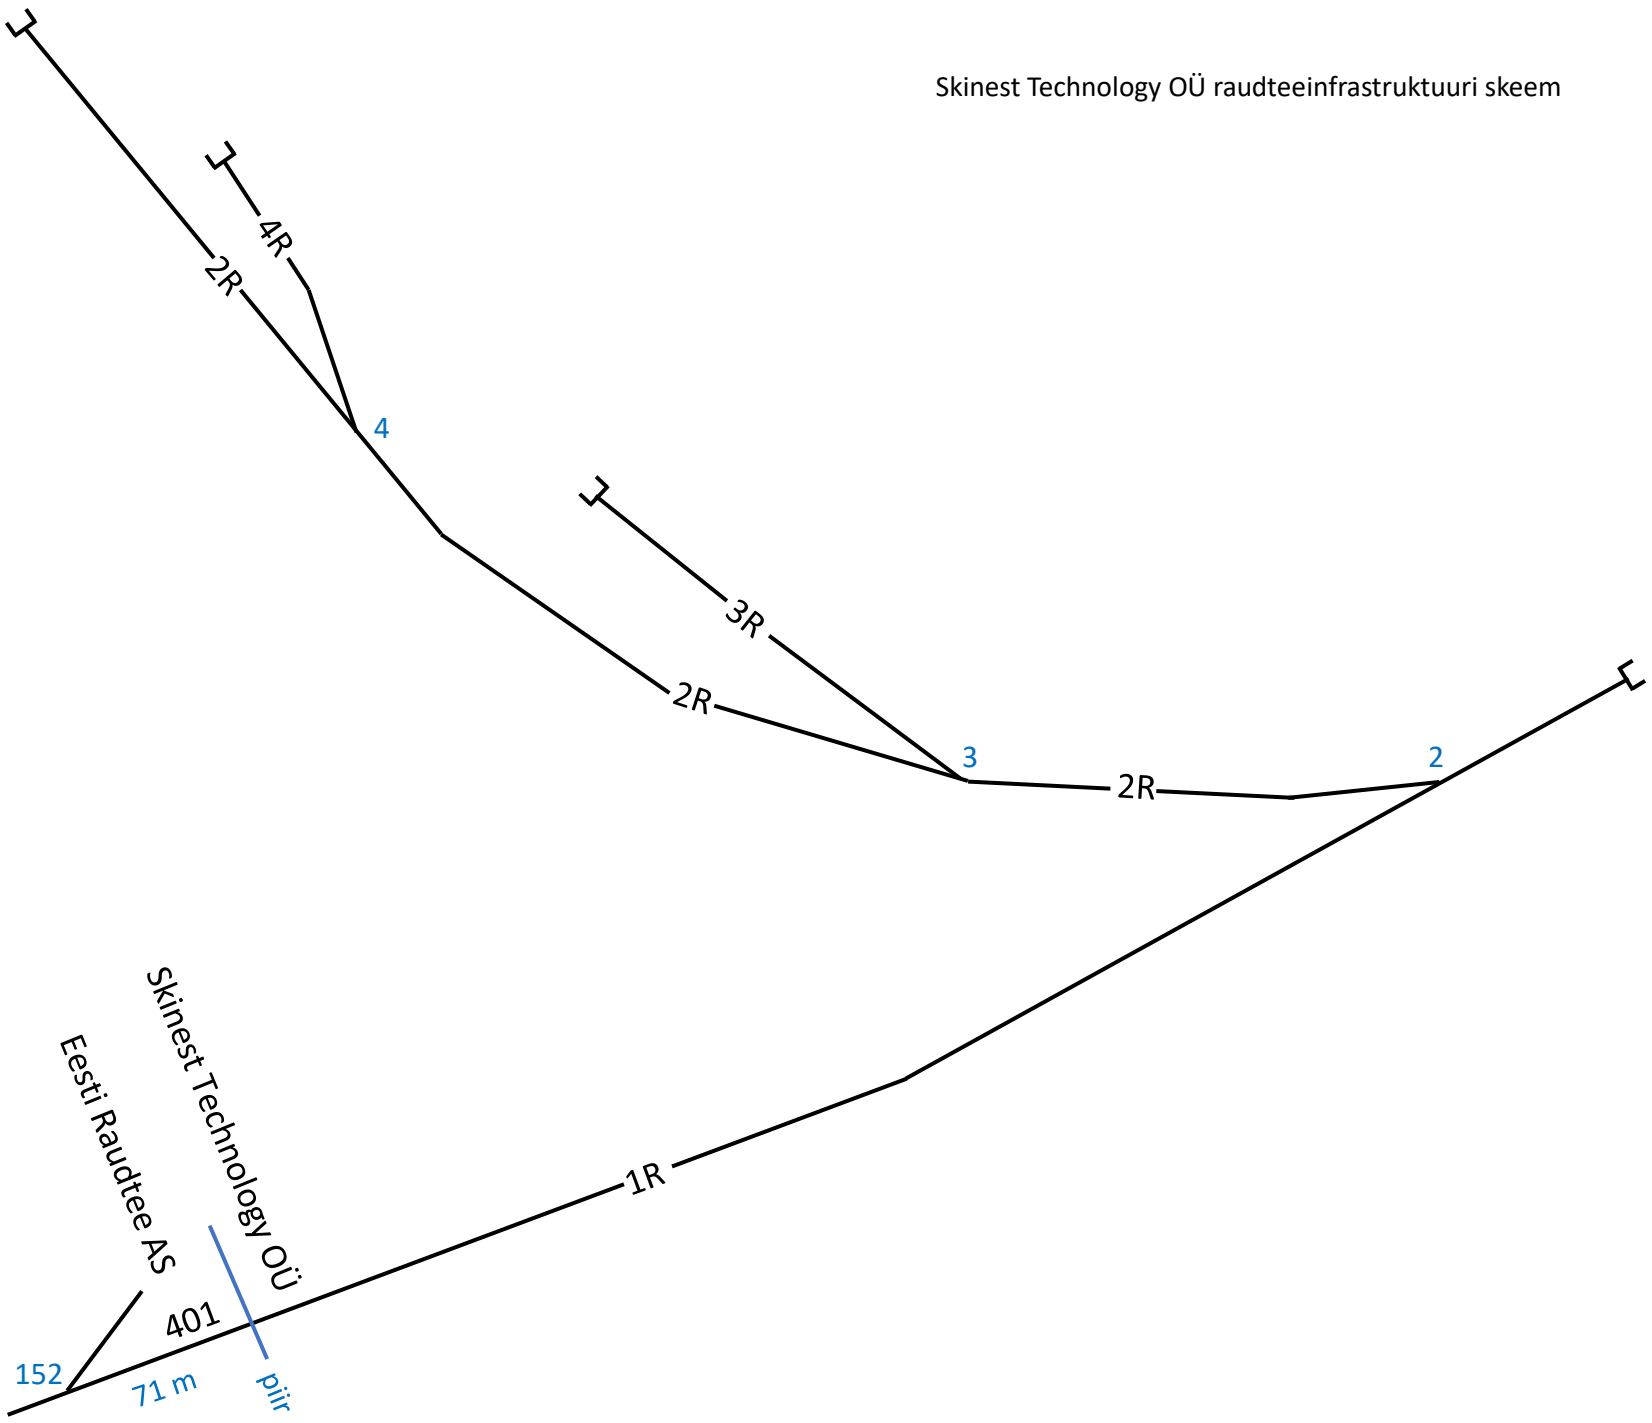 Skinest Technology OÜ raudteeinfrastruktuuri skeem
4R
2R
4
3R
2R
3
2R
2
Skinest Technology OÜ
Eesti Raudtee AS
1R
401
152
71 m
piir